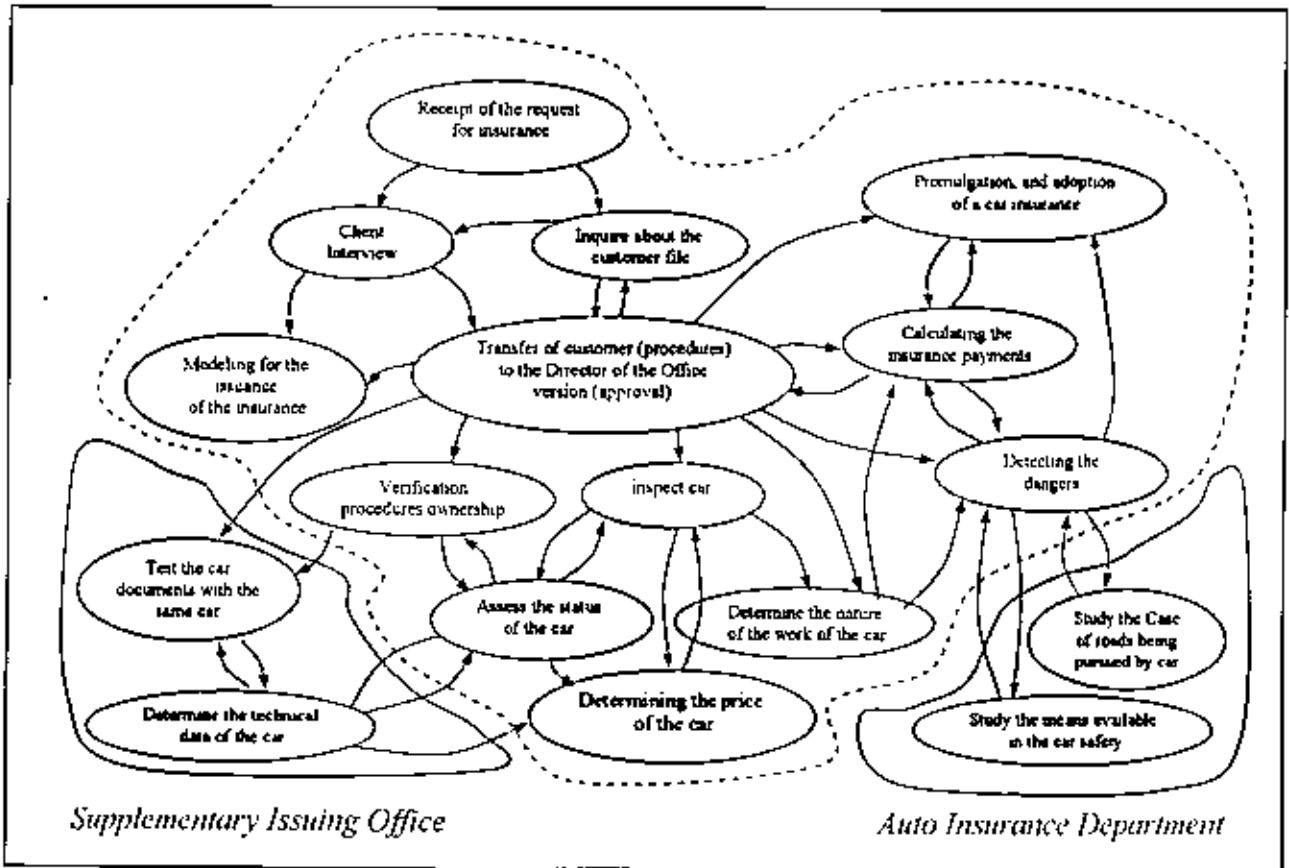 Receipt of the request
for insurance
Promulgation, and adoption
of a car insurance
Client
Interview
Inquire about the
customer file
Calculating the
insurance payments
Transfer of customer (procedures)
to the Director of the Office
version (approval)
Modeling for the
issuance
of the insurance
Detecting the
dangers
Verification
procedures ownership
inspect car
Test the car
documents with the
same car
Assess the status
of the car
Determine the nature
of the work of the car
Study the Case
of roads being
pursued by car
Determine the technical
data of the car
Determining the price
of the car
Study the means available
in the car safety
Supplementary Issuing Office
Auto Insurance Department